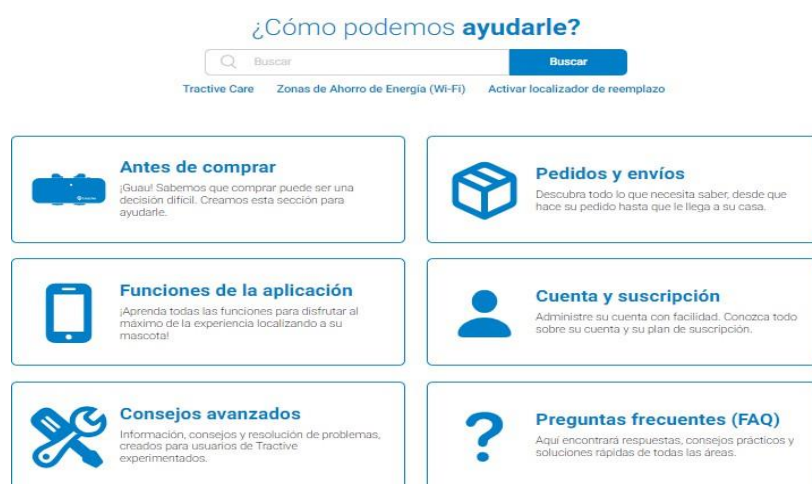 ¿Cómo podemos ayudarle?
Buscar
Buscar
Tractive Care
Zonas de Ahorro de Energía (Wi-Fi)
Activar localizador de reemplazo
Antes de comprar
¡Guau! Sabemos que comprar puede ser una
decisión difícil. Creamos esta sección para
ayudarle.
Pedidos y envíos
Descubra todo lo que necesita saber, desde que
hace su pedido hasta que le llega a su casa.
Funciones de la aplicación
¡Aprenda todas las funciones para disfrutar al
máximo de la experiencia localizando a su
mascota!
Cuenta y suscripción
Administre su cuenta con facilidad. Conozca todo
sobre su cuenta y su plan de suscripción.
Consejos avanzados
Información, consejos y resolución de problemas,
creados para usuarios de Tractive
experimentados.
Preguntas frecuentes (FAQ)
Aquí encontrará respuestas, consejos prácticos y
soluciones rápidas de todas las áreas.